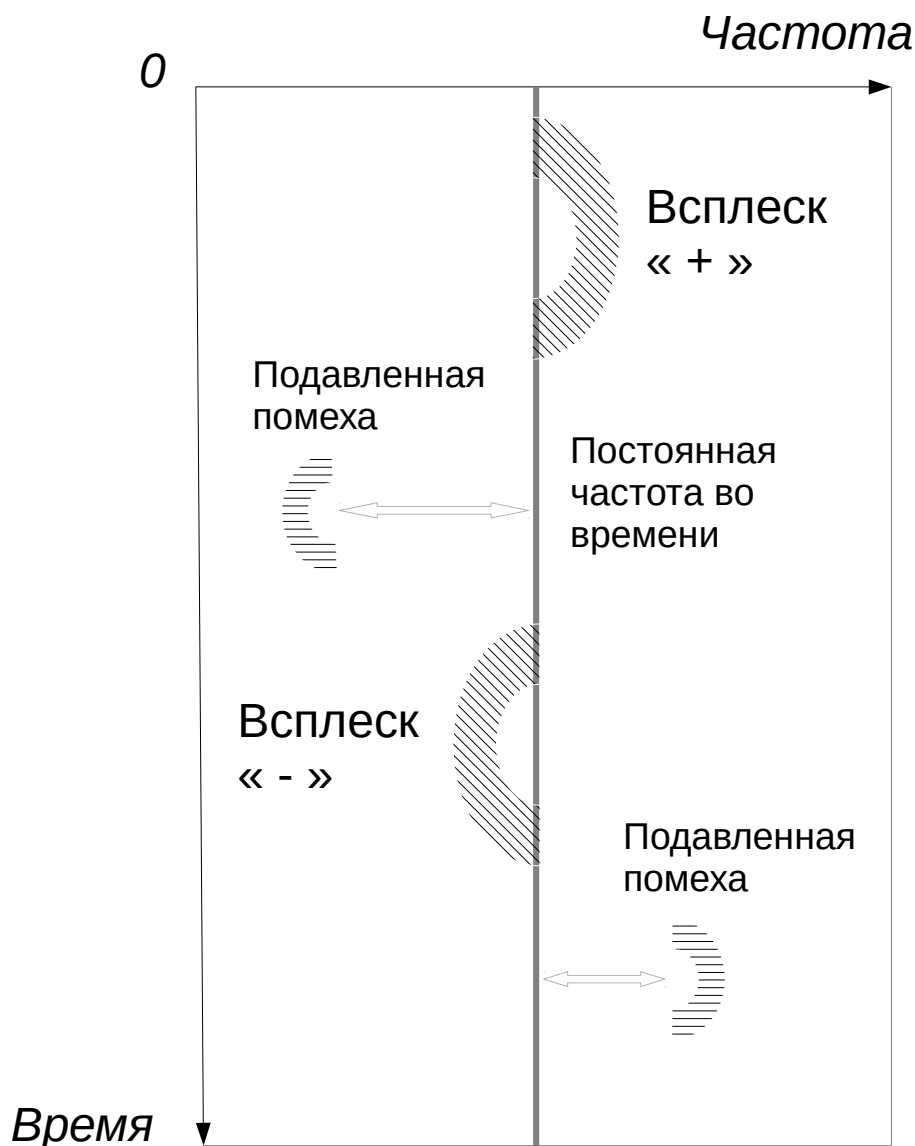 Частота
0
Всплеск
« + »
Подавленная
помеха
Постоянная
частота во
времени
Всплеск
« - »
Подавленная
помеха
Время